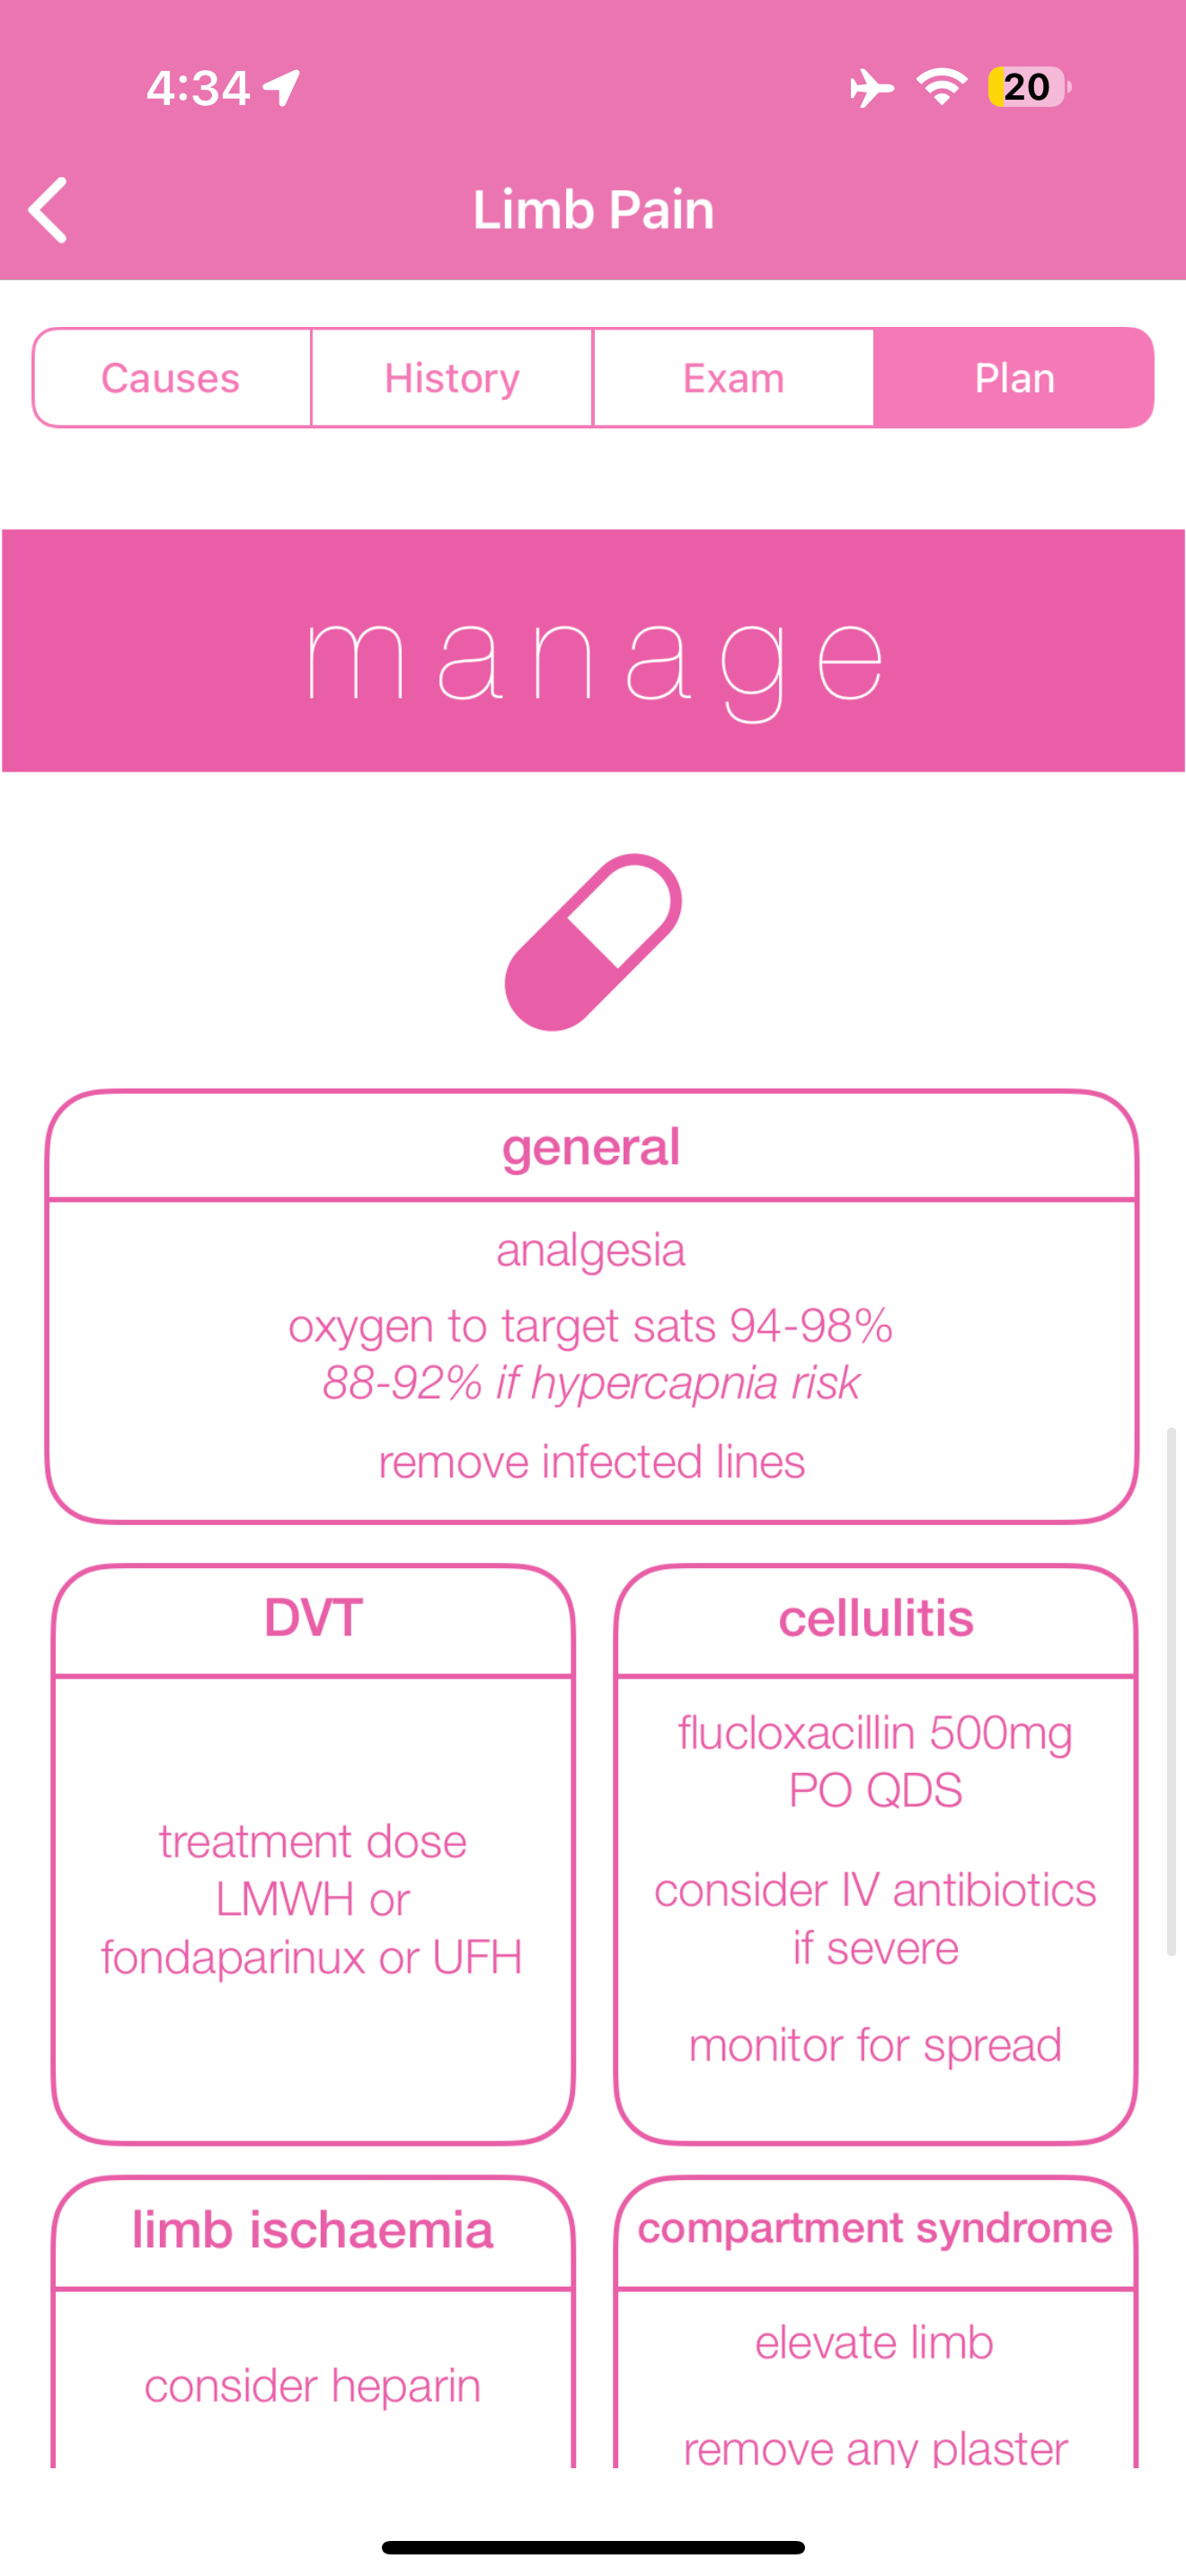 4:34
20
Limb Pain
Causes
History
Exam
Plan
manage
general
analgesia
oxygen to target sats 94-98%
88-92% if hypercapnia risk
remove infected lines
DVT
treatment dose
LMWH or
fondaparinux or UFH
cellulitis
flucloxacillin 500mg
PO QDS
consider IV antibiotics
if severe
monitor for spread
limb ischaemia
consider heparin
compartment syndrome
elevate limb
remove any plaster